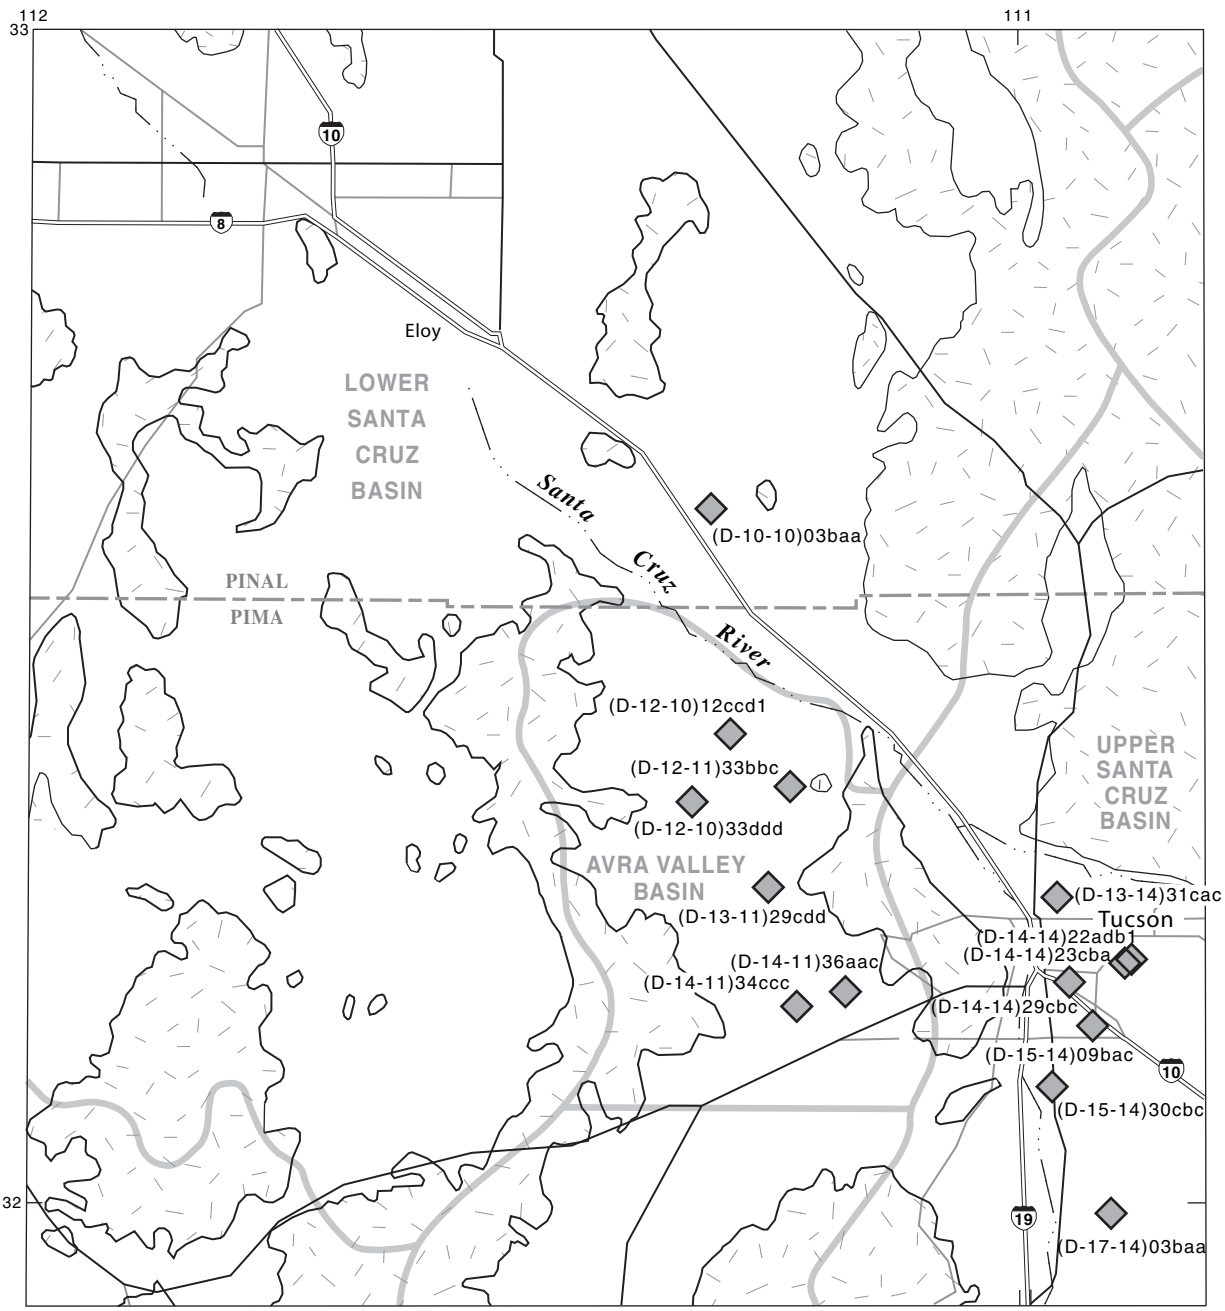 112
111
33
10
8
Eloy
LOWER
SANTA
CRUZ
BASIN
Santa
(D-10-10)03baa
Cruz
PINAL
PIMA
River
(D-12-10)12ccd1
UPPER
SANTA
CRUZ
BASIN
(D-12-11)33bbc
(D-12-10)33ddd
AVRA VALLEY
BASIN
(D-13-14)31cac
(D-13-11)29cdd
Tucson
(D-14-14)22adb1
(D-14-14)23cba
(D-14-11)36aac
(D-14-11)34ccc
(D-14-14)29cbc
(D-15-14)09bac
10
(D-15-14)30cbc
32
19
(D-17-14)03baa